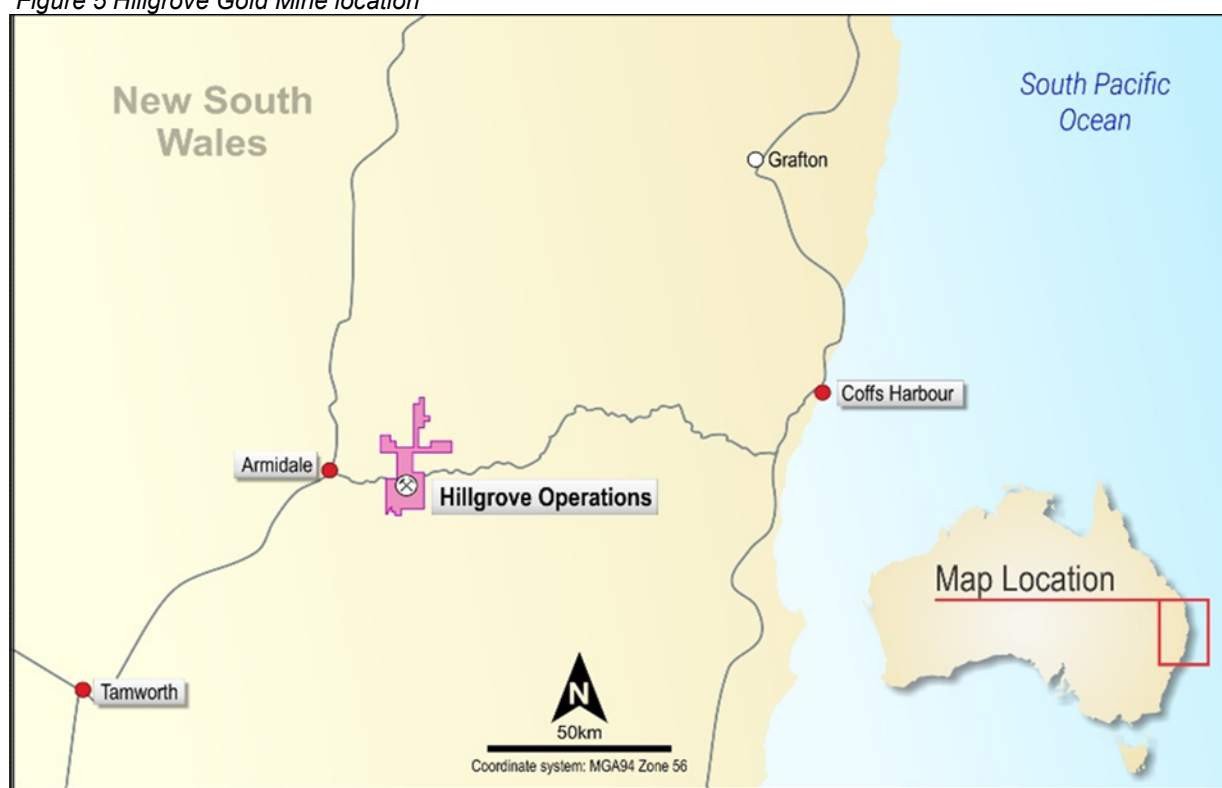 Figure 5 Hillgrove Gold Mine location
New South
Wales
South Pacific
Ocean
Grafton
Coffs Harbour
Armidale
Hillgrove Operations
Map Location
Tamworth
N
50km
Coordinate system: MGA94 Zone 56